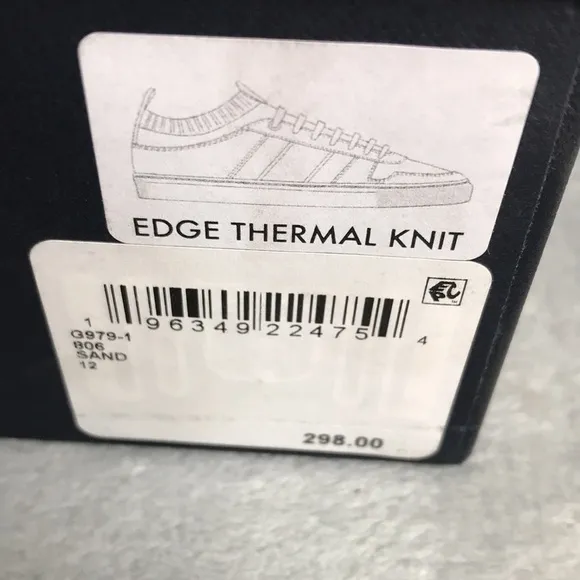 EDGE THERMAL KNIT
1 96349 22475 4
G979-1
806
SAND
12
298.00